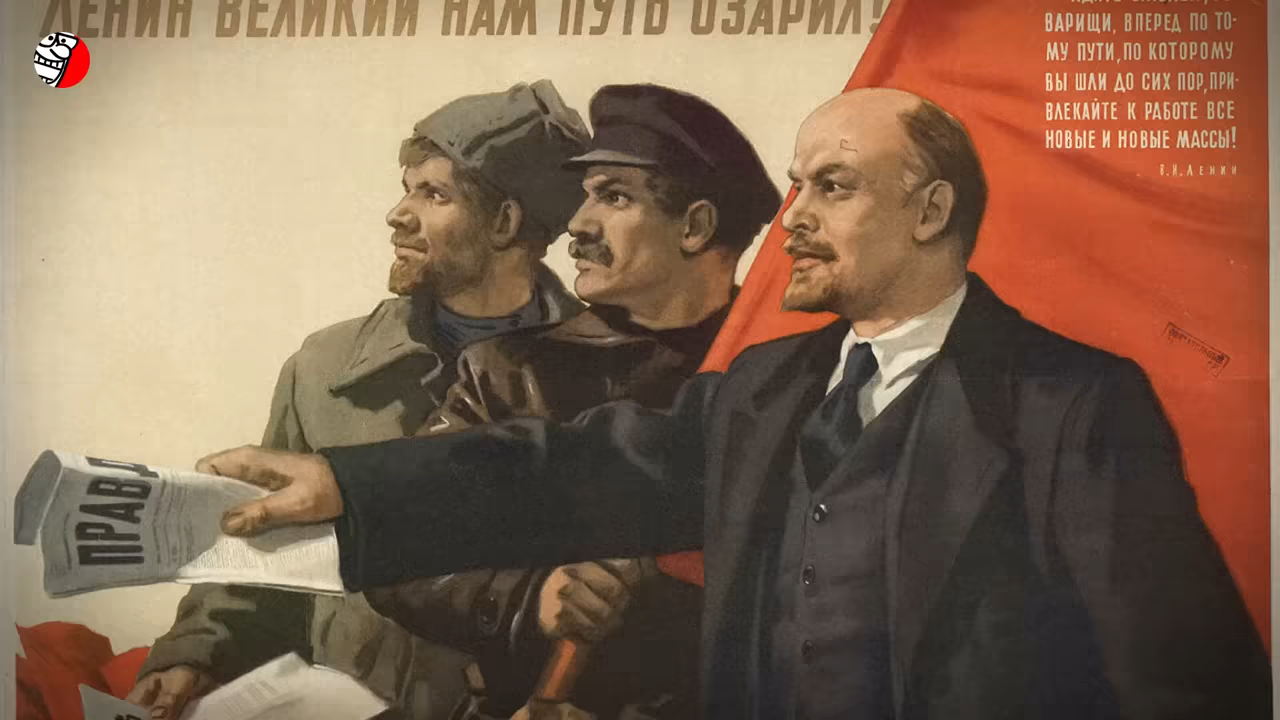 ЛЕНИН ВЕЛИКИЙ НАМ ПУТЬ ОЗАРИЛ!
ВАРИЩИ, ВПЕРЕД ПО ТО-
МУ ПУТИ, ПО КОТОРОМУ
ВЫ ШЛИ ДО СИХ ПОР, ПРИ-
ВЛЕКАЙТЕ К РАБОТЕ ВСЕ
НОВЫЕ И НОВЫЕ МАССЫ!
В.И.ЛЕНИН
ПРАВД